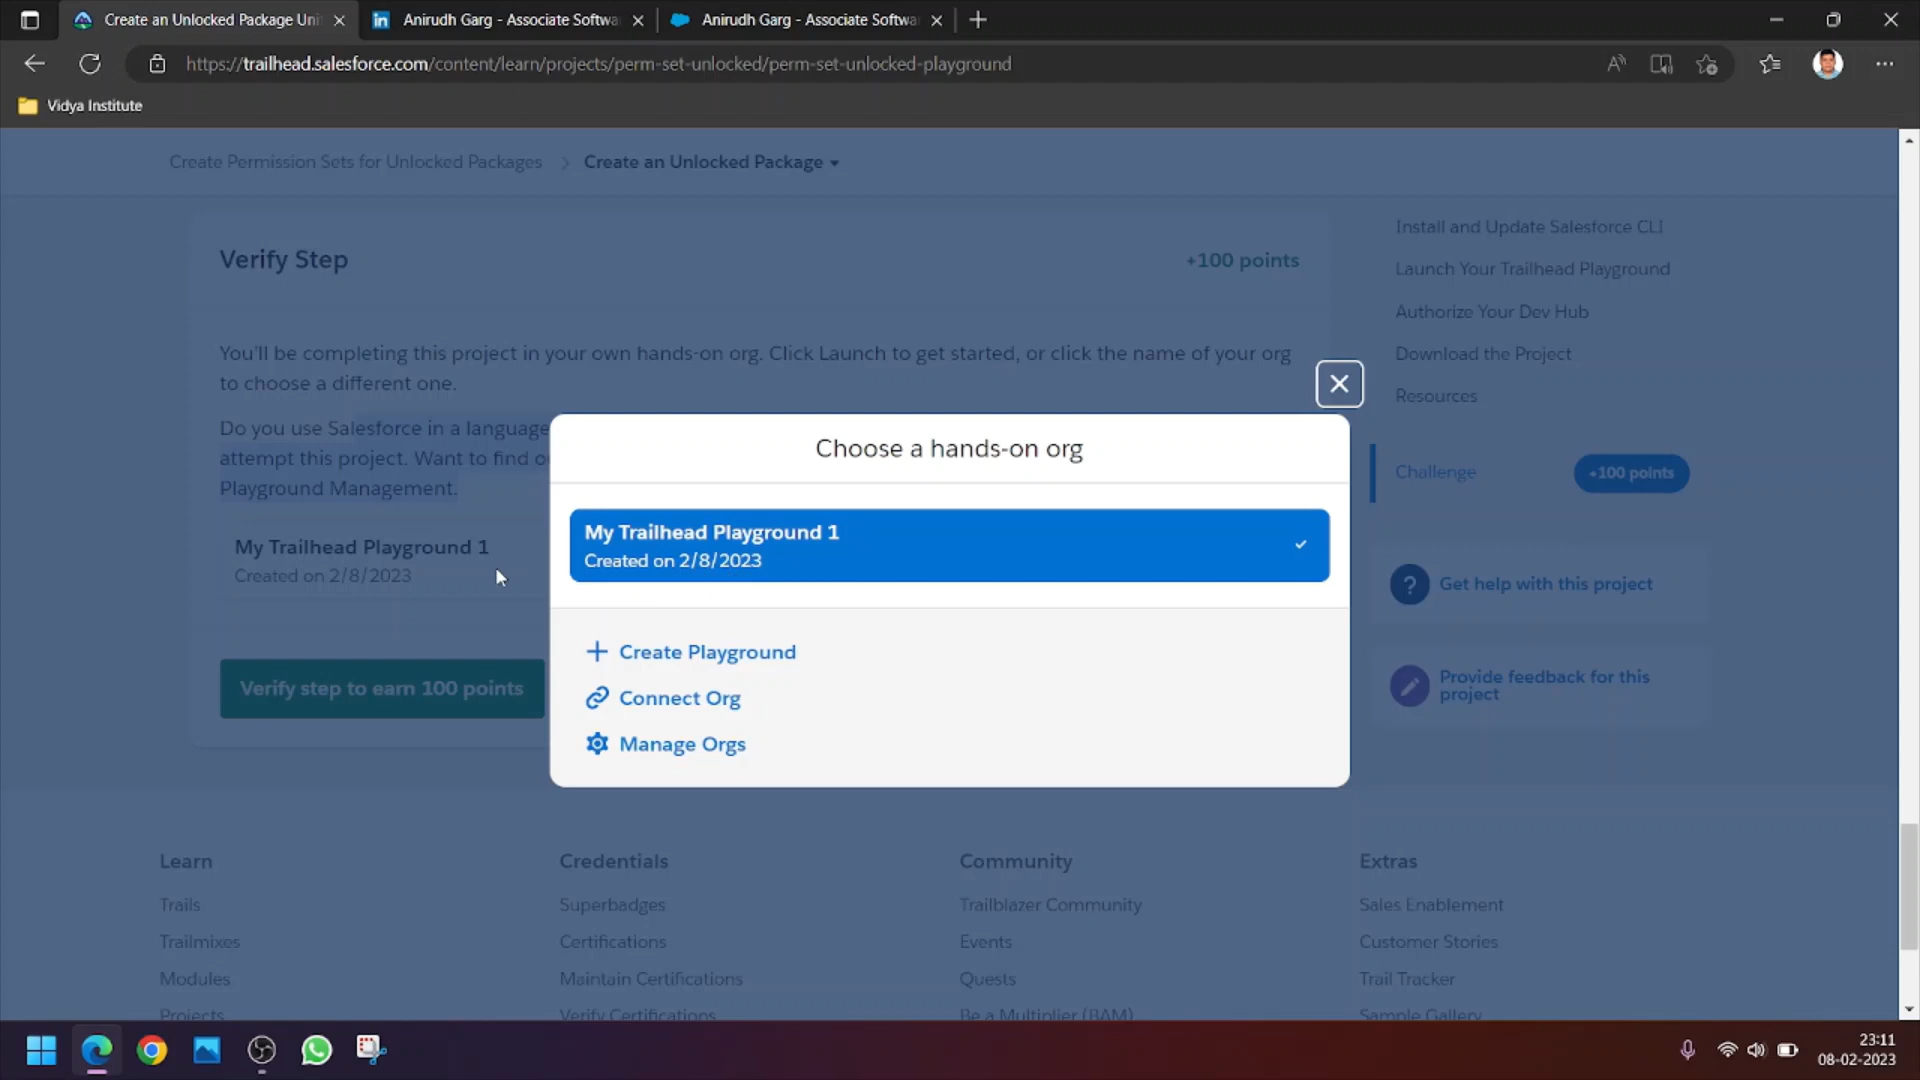 Create an Unlocked Package Uni
Anirudh Garg - Associate Softwa
Anirudh Garg - Associate Softwa
https://trailhead.salesforce.com/content/learn/projects/perm-set-unlocked/perm-set-unlocked-playground
Vidya Institute
Create Permission Sets for Unlocked Packages > Create an Unlocked Package
Verify Step
+100 points
You'll be completing this project in your own hands-on org. Click Launch to get started, or click the name of your org
to choose a different one.
Do you use Salesforce in a language
attempt this project. Want to find o
Playground Management.
My Trailhead Playground 1
Created on 2/8/2023
Verify step to earn 100 points
Choose a hands-on org
My Trailhead Playground 1
Created on 2/8/2023
Create Playground
Connect Org
Manage Orgs
Install and Update Salesforce CLI
Launch Your Trailhead Playground
Authorize Your Dev Hub
Download the Project
Resources
Challenge
+100 points
Get help with this project
Provide feedback for this
project
Learn
Trails
Trailmixes
Modules
Projects
Credentials
Superbadges
Certifications
Maintain Certifications
Verify Certifications
Community
Trailblazer Community
Events
Quests
Be a Multiplier (BAM)
Extras
Sales Enablement
Customer Stories
Trail Tracker
Sample Gallery
23:11
08-02-2023